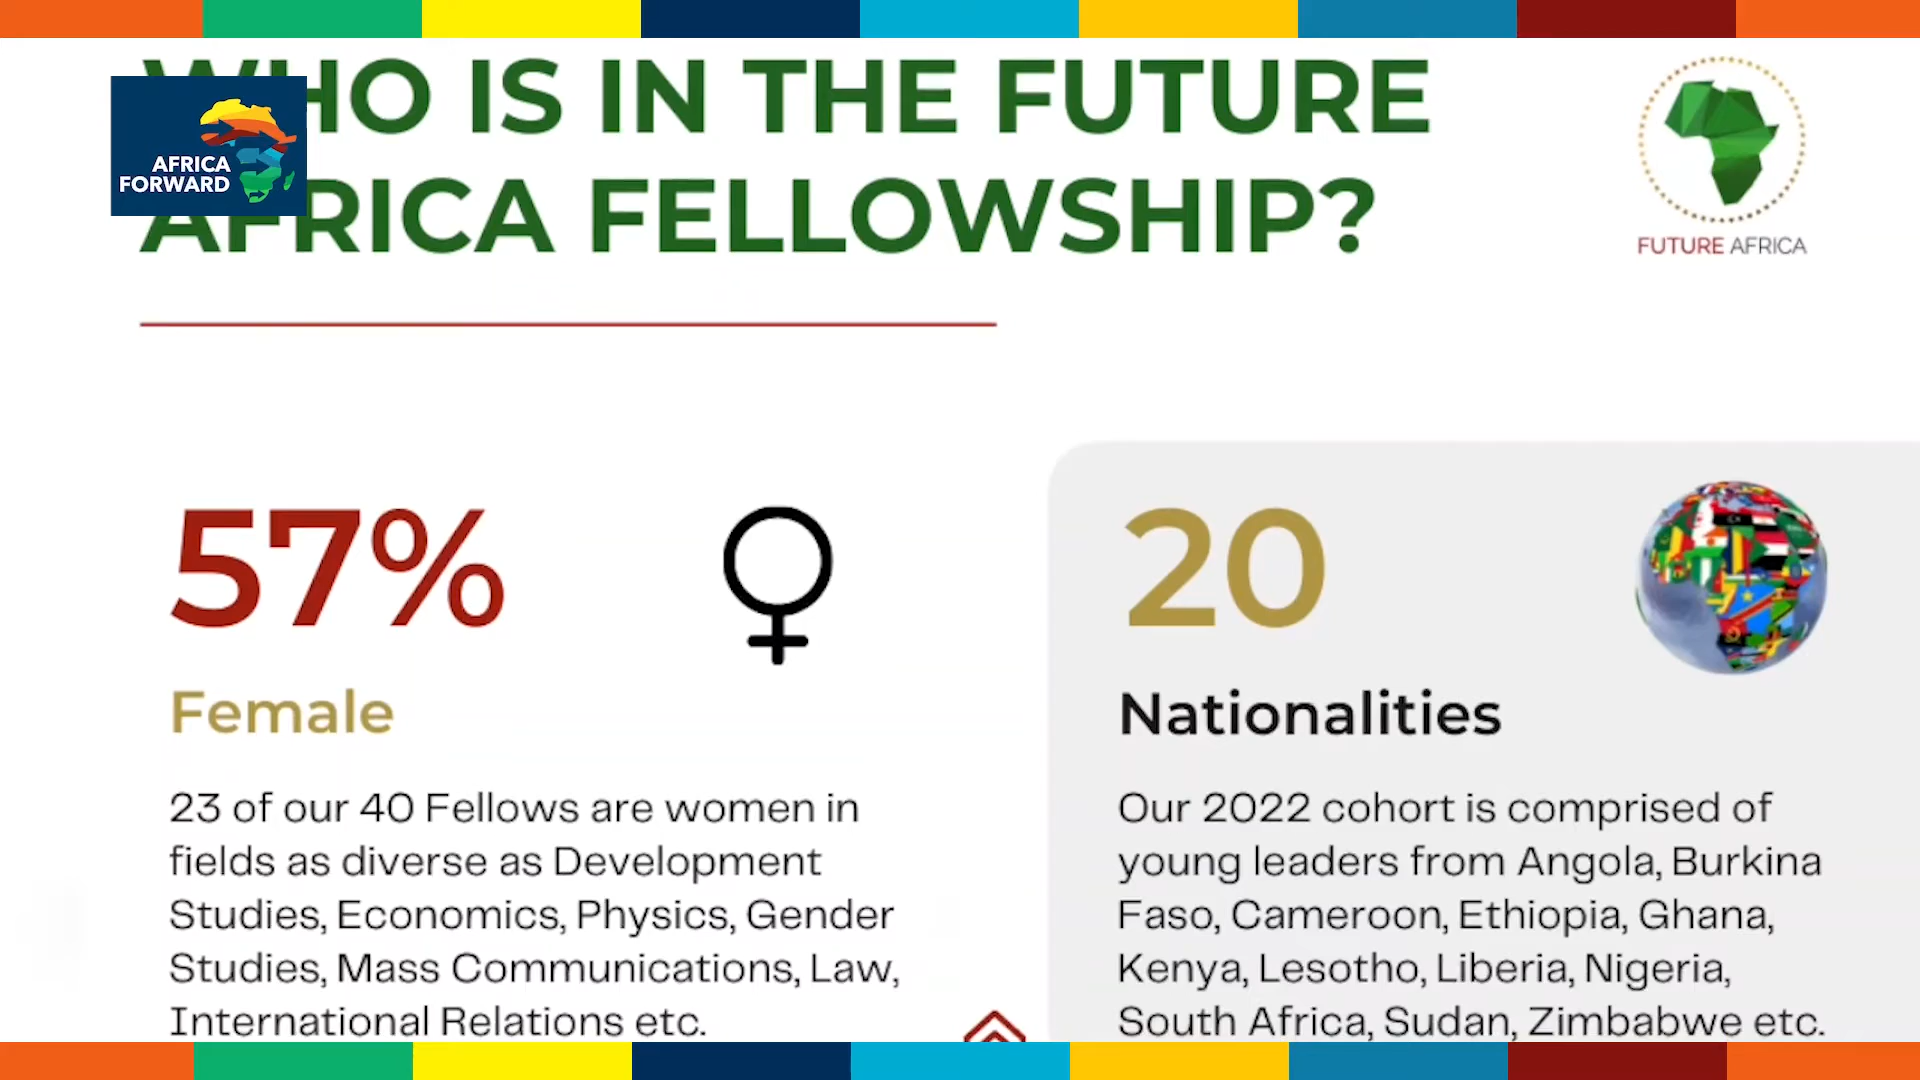 WHO IS IN THE FUTURE
AFRICA FELLOWSHIP?
AFRICA
FORWARD
FUTURE AFRICA
57%
Female
23 of our 40 Fellows are women in
fields as diverse as Development
Studies, Economics, Physics, Gender
Studies, Mass Communications, Law,
International Relations etc.
20
Nationalities
Our 2022 cohort is comprised of
young leaders from Angola, Burkina
Faso, Cameroon, Ethiopia, Ghana,
Kenya, Lesotho, Liberia, Nigeria,
South Africa, Sudan, Zimbabwe etc.